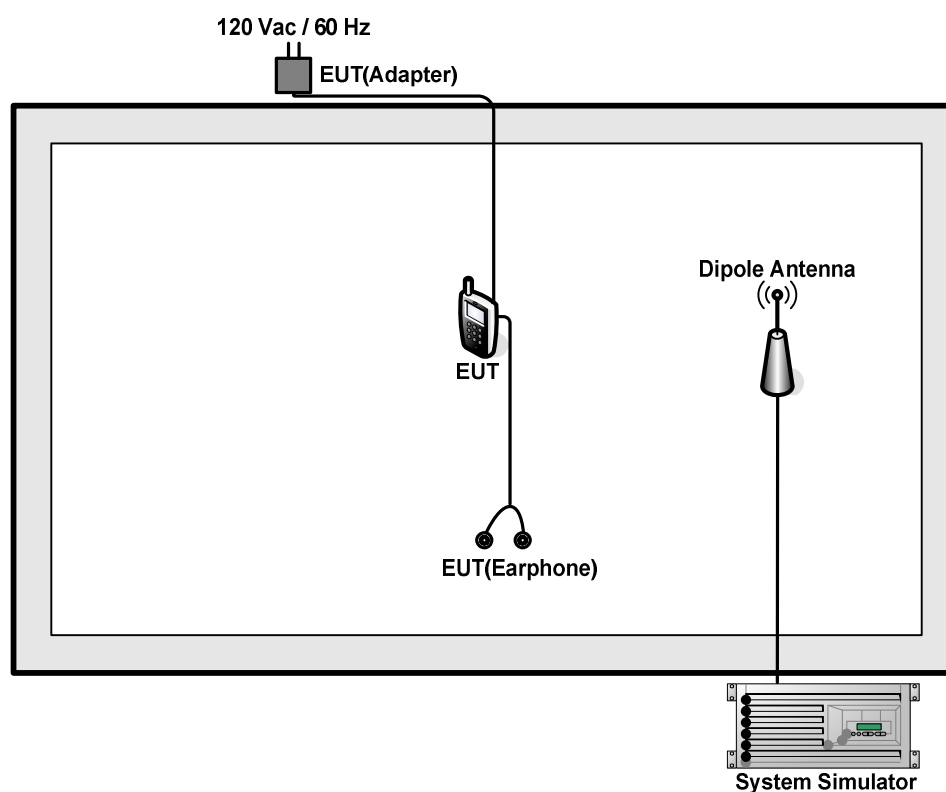 120 Vac / 60 Hz
EUT(Adapter)
Dipole Antenna
EUT
EUT(Earphone)
System Simulator